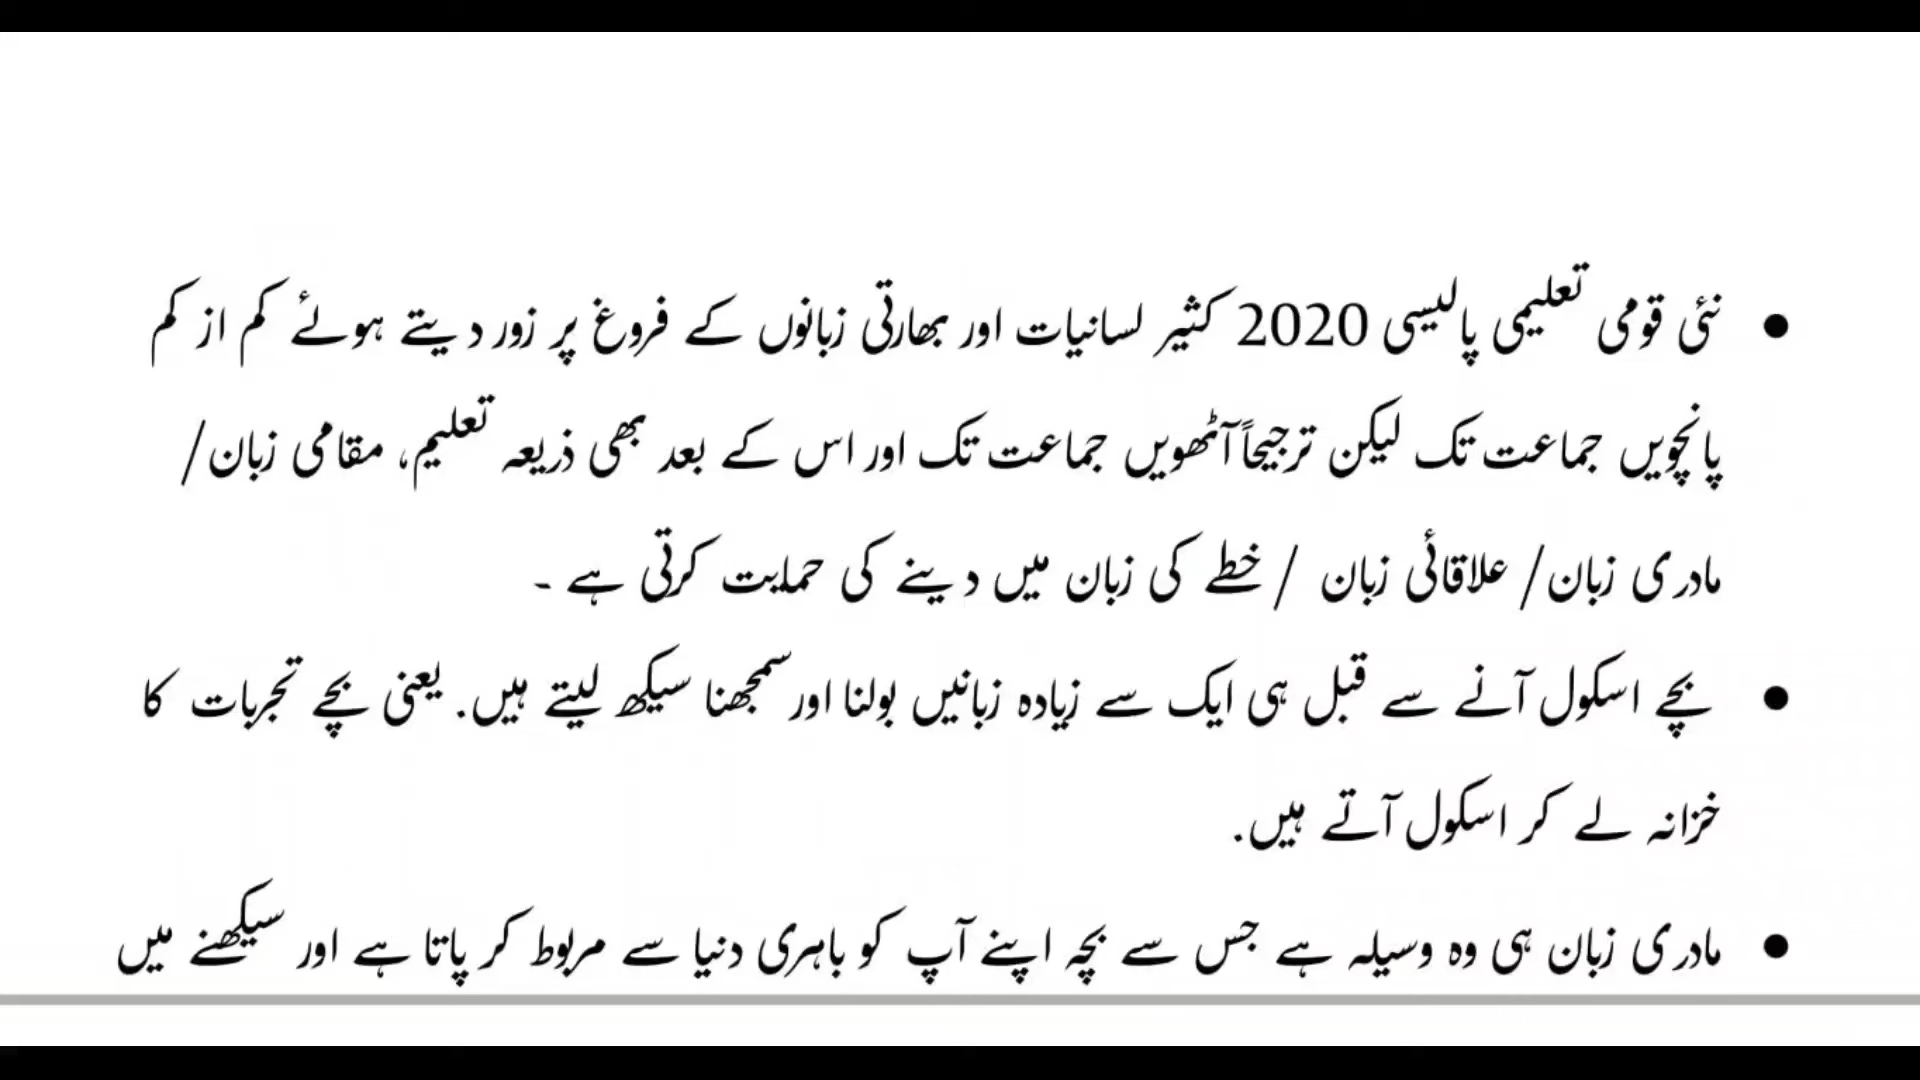 • نئی قومی تعلیمی پالیسی 2020 کثیر لسانیات اور بھارتی زبانوں کے فروغ پر زور دیتے ہوئے کم از کم
پانچویں جماعت تک لیکن ترجیحاً آٹھویں جماعت تک اور اس کے بعد بھی ذریعہ تعلیم، مقامی زبان/
مادری زبان/ علاقائی زبان / خطے کی زبان میں دینے کی حمایت کرتی ہے ۔
• بچے اسکول آنے سے قبل ہی ایک سے زیادہ زبانیں بولنا اور سمجھنا سیکھ لیتے ہیں. یعنی بچے تجربات کا
خزانہ لے کر اسکول آتے ہیں.
• مادری زبان ہی وہ وسیلہ ہے جس سے بچہ اپنے آپ کو باہری دنیا سے مربوط کر پاتا ہے اور سیکھنے میں